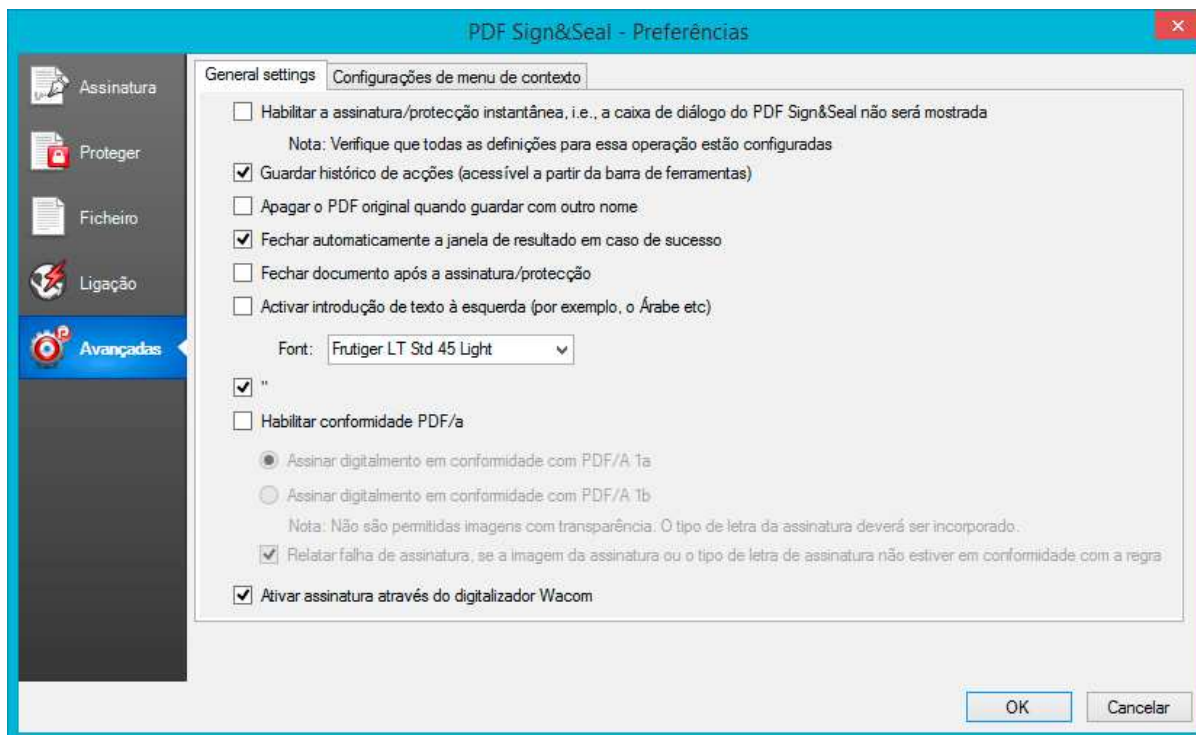 PDF Sign&Seal - Preferências
Assinatura
Proteger
Ficheiro
Ligação
Avançadas
General settings
Configurações de menu de contexto
Habilitar a assinatura/protecção instantânea, i.e., a caixa de diálogo do PDF Sign&Seal não será mostrada
Nota: Verifique que todas as definições para essa operação estão configuradas
Guardar histórico de acções (acessível a partir da barra de ferramentas)
Apagar o PDF original quando guardar com outro nome
Fechar automaticamente a janela de resultado em caso de sucesso
Fechar documento após a assinatura/protecção
Activar introdução de texto à esquerda (por exemplo, o Árabe etc)
Font: Frutiger LT Std 45 Light
"
Habilitar conformidade PDF/a
Assinar digitalmento em conformidade com PDF/A 1a
Assinar digitalmento em conformidade com PDF/A 1b
Nota: Não são permitidas imagens com transparência. O tipo de letra da assinatura deverá ser incorporado.
Relatar falha de assinatura, se a imagem da assinatura ou o tipo de letra de assinatura não estiver em conformidade com a regra
Ativar assinatura através do digitalizador Wacom
OK
Cancelar